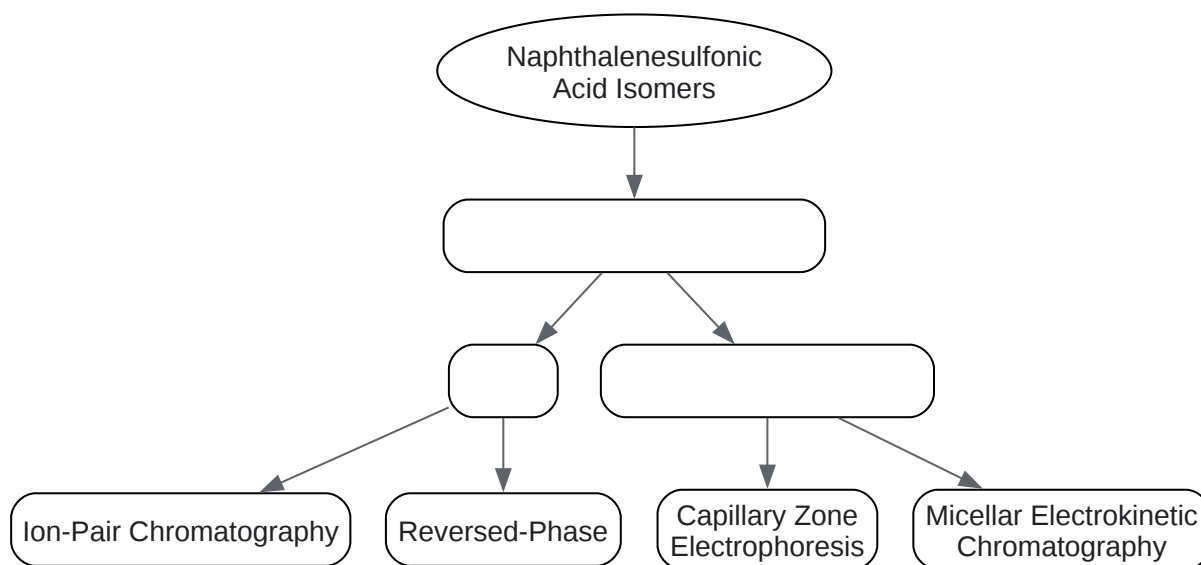 Naphthalenesulfonic
Acid Isomers
Ion-Pair Chromatography
Reversed-Phase
Capillary Zone
Electrophoresis
Micellar Electrokinetic
Chromatography